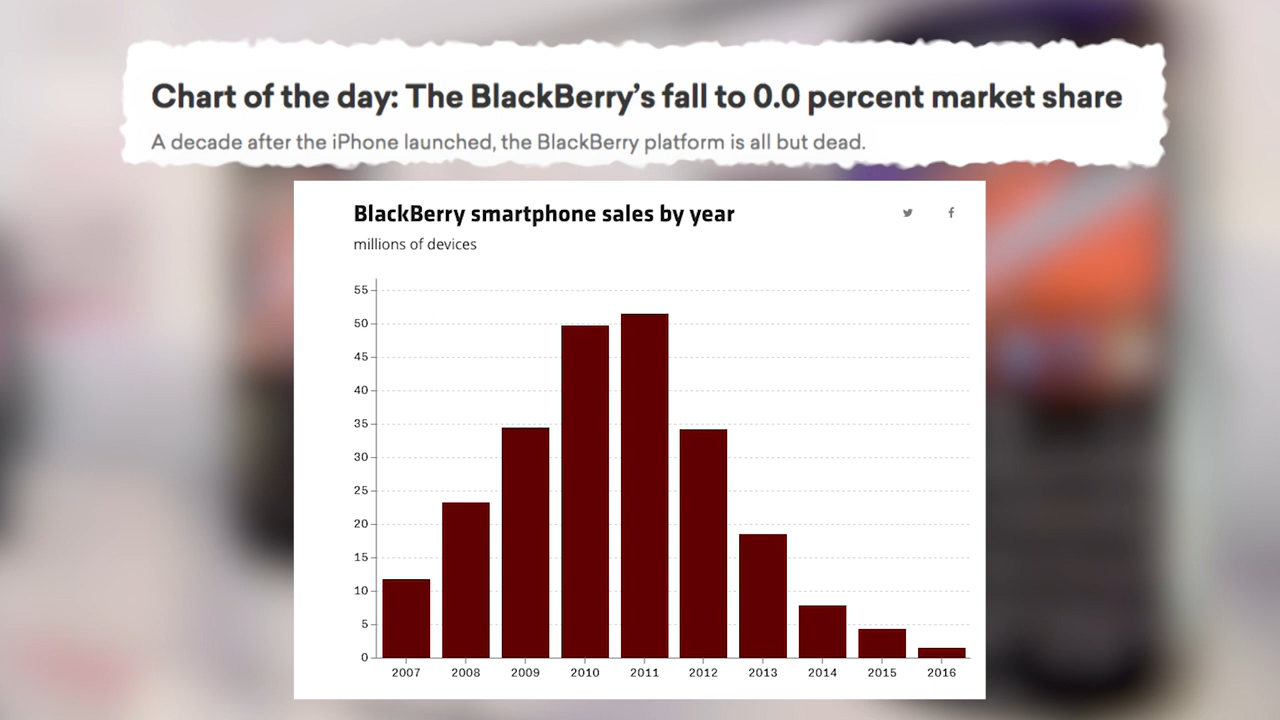 Chart of the day: The BlackBerry’s fall to 0.0 percent market share
A decade after the iPhone launched, the BlackBerry platform is all but dead.
BlackBerry smartphone sales by year
millions of devices
55
50
45
40
35
30
25
20
15
10
5
0
2007 2008 2009 2010 2011 2012 2013 2014 2015 2016